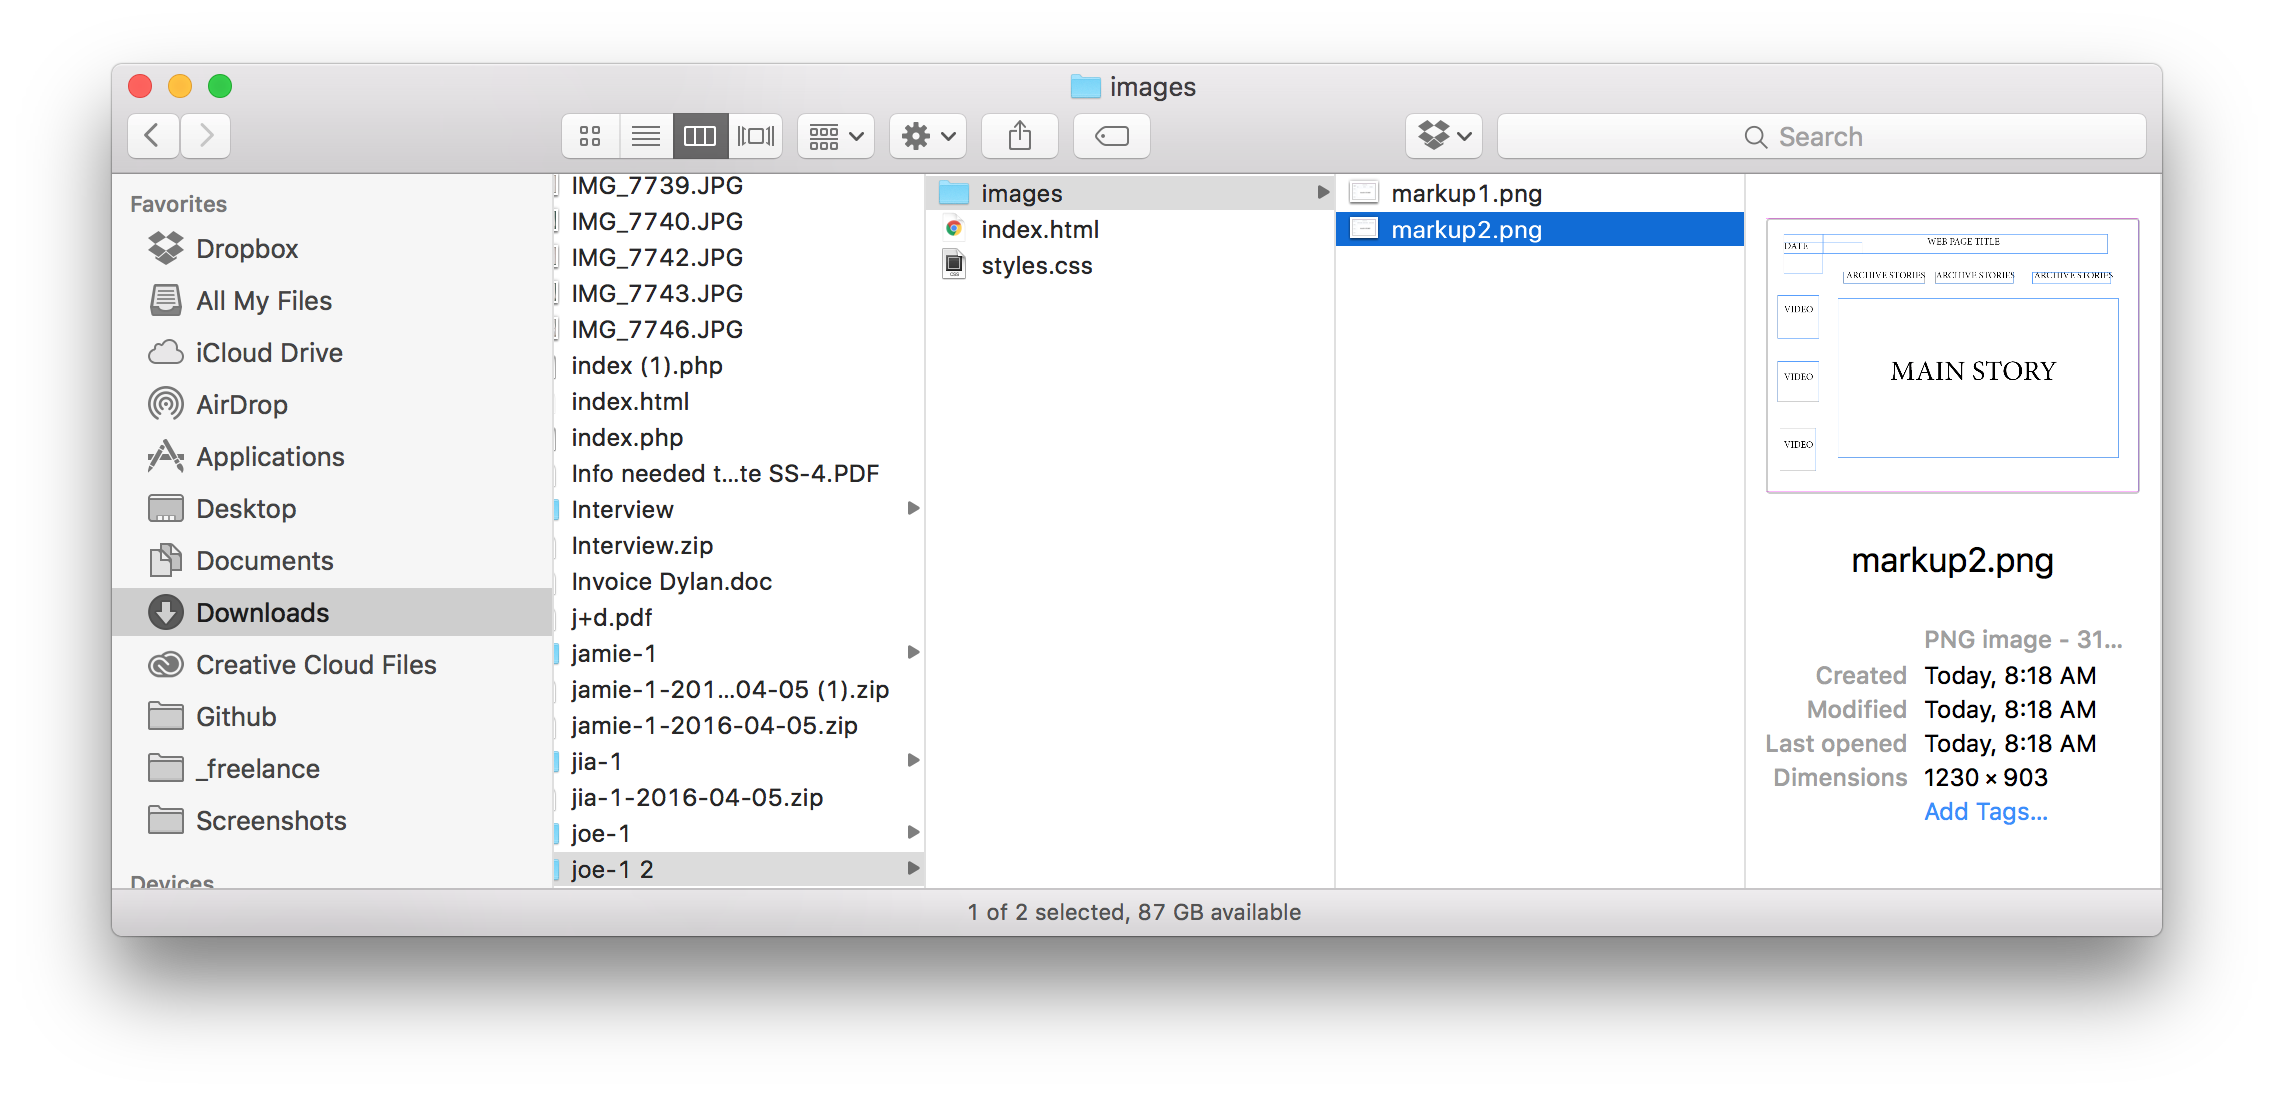 images
Search
Favorites
Dropbox
All My Files
iCloud Drive
AirDrop
Applications
Desktop
Documents
Downloads
Creative Cloud Files
Github
_freelance
Screenshots
Devices
IMG_7739.JPG
IMG_7740.JPG
IMG_7742.JPG
IMG_7743.JPG
IMG_7746.JPG
index (1).php
index.html
index.php
Info needed t...te SS-4.PDF
Interview
Interview.zip
Invoice Dylan.doc
j+d.pdf
jamie-1
jamie-1-201...04-05 (1).zip
jamie-1-2016-04-05.zip
jia-1
jia-1-2016-04-05.zip
joe-1
joe-1 2
images
index.html
styles.css
markup1.png
markup2.png
DATE
WEB PAGE TITLE
ARCHIVE STORIES ARCHIVE STORIES ARCHIVE STORIES
VIDEO
VIDEO
VIDEO
MAIN STORY
markup2.png
PNG image - 31...
Created Today, 8:18 AM
Modified Today, 8:18 AM
Last opened Today, 8:18 AM
Dimensions 1230 × 903
Add Tags...
1 of 2 selected, 87 GB available